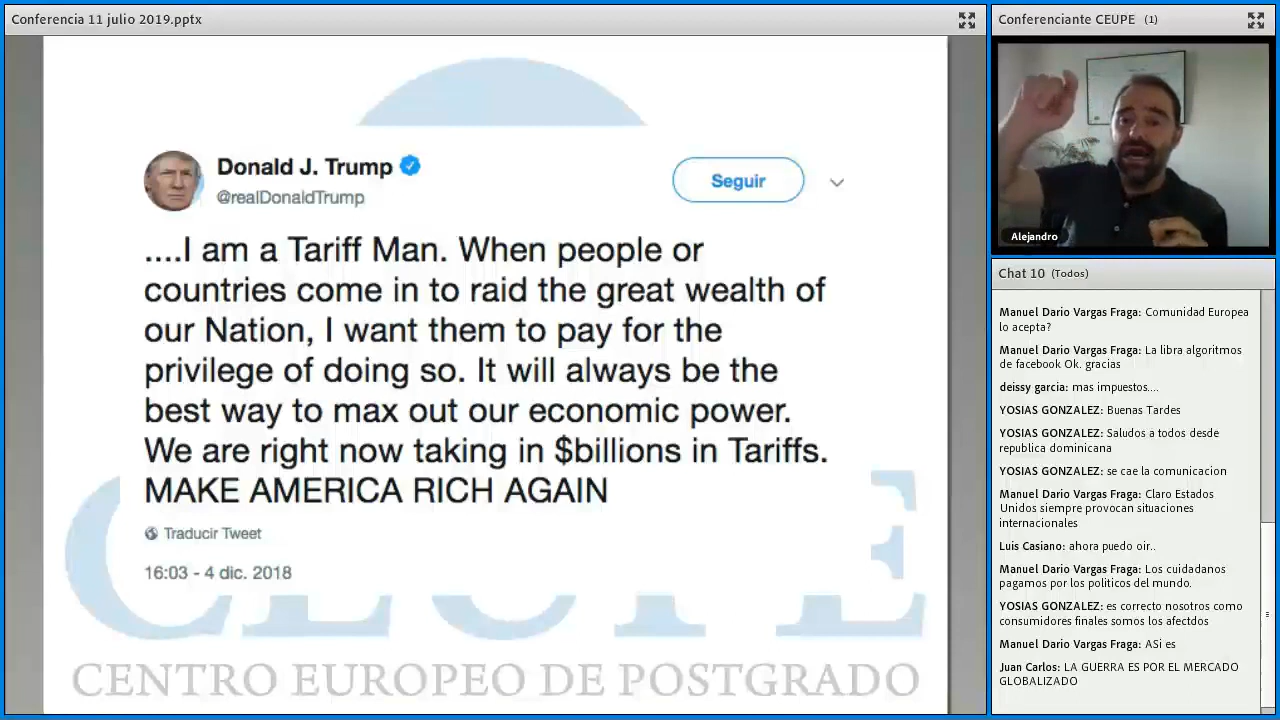 Conferencia 11 julio 2019.pptx
Donald J. Trump
@realDonaldTrump
Seguir
....I am a Tariff Man. When people or
countries come in to raid the great wealth of
our Nation, I want them to pay for the
privilege of doing so. It will always be the
best way to max out our economic power.
We are right now taking in $billions in Tariffs.
MAKE AMERICA RICH AGAIN
Traducir Tweet
16:03 - 4 dic. 2018
CEUPE
CENTRO EUROPEO DE POSTGRADO
Conferenciante CEUPE (1)
Alejandro
Chat 10 (Todos)
Manuel Dario Vargas Fraga: Comunidad Europea
lo acepta?
Manuel Dario Vargas Fraga: La libra algoritmos
de facebook Ok. gracias
deissy garcia: mas impuestos....
YOSIAS GONZALEZ: Buenas Tardes
YOSIAS GONZALEZ: Saludos a todos desde
republica dominicana
YOSIAS GONZALEZ: se cae la comunicacion
Manuel Dario Vargas Fraga: Claro Estados
Unidos siempre provocan situaciones
internacionales
Luis Casiano: ahora puedo oir..
Manuel Dario Vargas Fraga: Los cuidadanos
pagamos por los politicos del mundo.
YOSIAS GONZALEZ: es correcto nosotros como
consumidores finales somos los afectdos
Manuel Dario Vargas Fraga: ASi es
Juan Carlos: LA GUERRA ES POR EL MERCADO
GLOBALIZADO